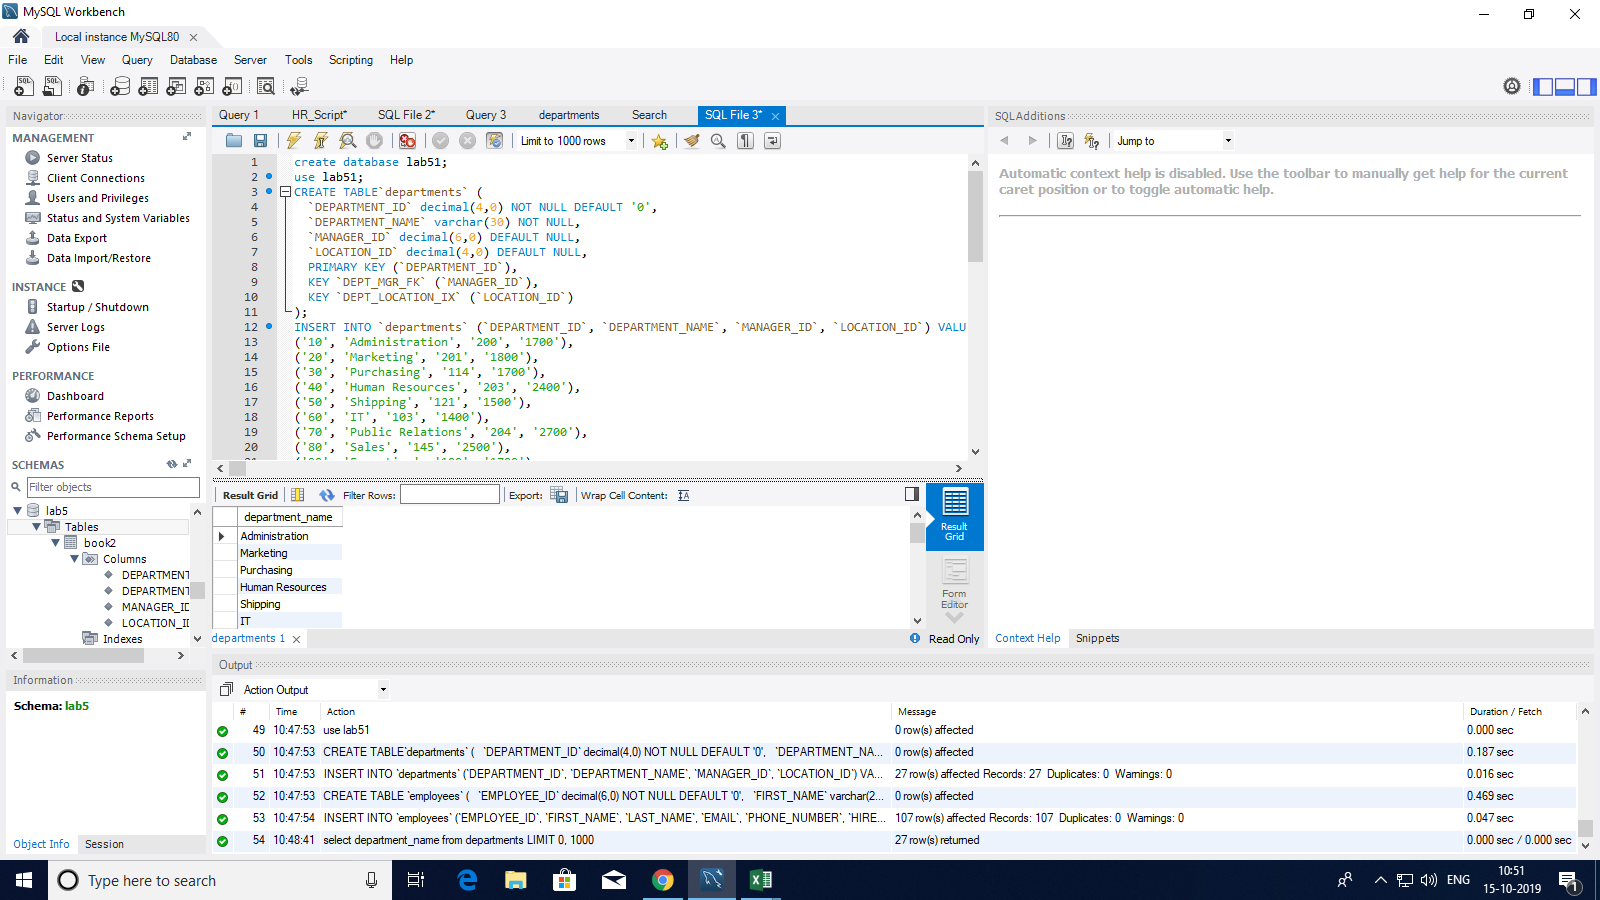 MySQL Workbench
Local instance MySQL80
File Edit View Query Database Server Tools Scripting Help
Navigator
MANAGEMENT
Server Status
Client Connections
Users and Privileges
Status and System Variables
Data Export
Data Import/Restore
INSTANCE
Startup / Shutdown
Server Logs
Options File
PERFORMANCE
Dashboard
Performance Reports
Performance Schema Setup
SCHEMAS
Filter objects
lab5
Tables
book2
Columns
DEPARTMENT
DEPARTMENT
MANAGER_ID
LOCATION_ID
Indexes
Information
Schema: lab5
Object Info Session
Query 1 HR_Script* SQL File 2* Query 3 departments Search SQL File 3*
Limit to 1000 rows
1 create database lab51;
2 use lab51;
3 CREATE TABLE`departments` (
4 `DEPARTMENT_ID` decimal(4,0) NOT NULL DEFAULT '0',
5 `DEPARTMENT_NAME` varchar(30) NOT NULL,
6 `MANAGER_ID` decimal(6,0) DEFAULT NULL,
7 `LOCATION_ID` decimal(4,0) DEFAULT NULL,
8 PRIMARY KEY (`DEPARTMENT_ID`),
9 KEY `DEPT_MGR_FK` (`MANAGER_ID`),
10 KEY `DEPT_LOCATION_IX` (`LOCATION_ID`)
11 );
12 INSERT INTO `departments` (`DEPARTMENT_ID`, `DEPARTMENT_NAME`, `MANAGER_ID`, `LOCATION_ID`) VALU
13 ('10', 'Administration', '200', '1700'),
14 ('20', 'Marketing', '201', '1800'),
15 ('30', 'Purchasing', '114', '1700'),
16 ('40', 'Human Resources', '203', '2400'),
17 ('50', 'Shipping', '121', '1500'),
18 ('60', 'IT', '103', '1400'),
19 ('70', 'Public Relations', '204', '2700'),
20 ('80', 'Sales', '145', '2500'),
Result Grid Filter Rows: Export: Wrap Cell Content:
department_name
Administration
Marketing
Purchasing
Human Resources
Shipping
IT
Result Grid
Form Editor
departments 1
Read Only
SQLAdditions
Jump to
Automatic context help is disabled. Use the toolbar to manually get help for the current
caret position or to toggle automatic help.
Context Help Snippets
Output
Action Output
# Time Action Message Duration / Fetch
49 10:47:53 use lab51 0 row(s) affected 0.000 sec
50 10:47:53 CREATE TABLE`departments` ( `DEPARTMENT_ID` decimal(4,0) NOT NULL DEFAULT '0', `DEPARTMENT_NA... 0 row(s) affected 0.187 sec
51 10:47:53 INSERT INTO `departments` (`DEPARTMENT_ID`, `DEPARTMENT_NAME`, `MANAGER_ID`, `LOCATION_ID`) VA... 27 row(s) affected Records: 27 Duplicates: 0 Warnings: 0 0.016 sec
52 10:47:53 CREATE TABLE `employees` ( `EMPLOYEE_ID` decimal(6,0) NOT NULL DEFAULT '0', `FIRST_NAME` varchar(2... 0 row(s) affected 0.469 sec
53 10:47:54 INSERT INTO `employees` (`EMPLOYEE_ID`, `FIRST_NAME`, `LAST_NAME`, `EMAIL`, `PHONE_NUMBER`, `HIRE... 107 row(s) affected Records: 107 Duplicates: 0 Warnings: 0 0.047 sec
54 10:48:41 select department_name from departments LIMIT 0, 1000 27 row(s) returned 0.000 sec / 0.000 sec
Type here to search
ENG
10:51
15-10-2019
1